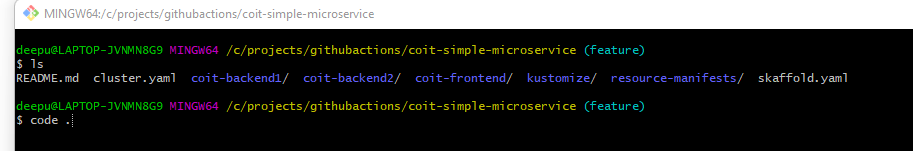 MINGW64:/c/projects/githubactions/coit-simple-microservice
deepu@LAPTOP-JVNMN8G9 MINGW64 /c/projects/githubactions/coit-simple-microservice (feature)
$ ls
README.md  cluster.yaml  coit-backend1/  coit-backend2/  coit-frontend/  kustomize/  resource-manifests/  skaffold.yaml
deepu@LAPTOP-JVNMN8G9 MINGW64 /c/projects/githubactions/coit-simple-microservice (feature)
$ code .